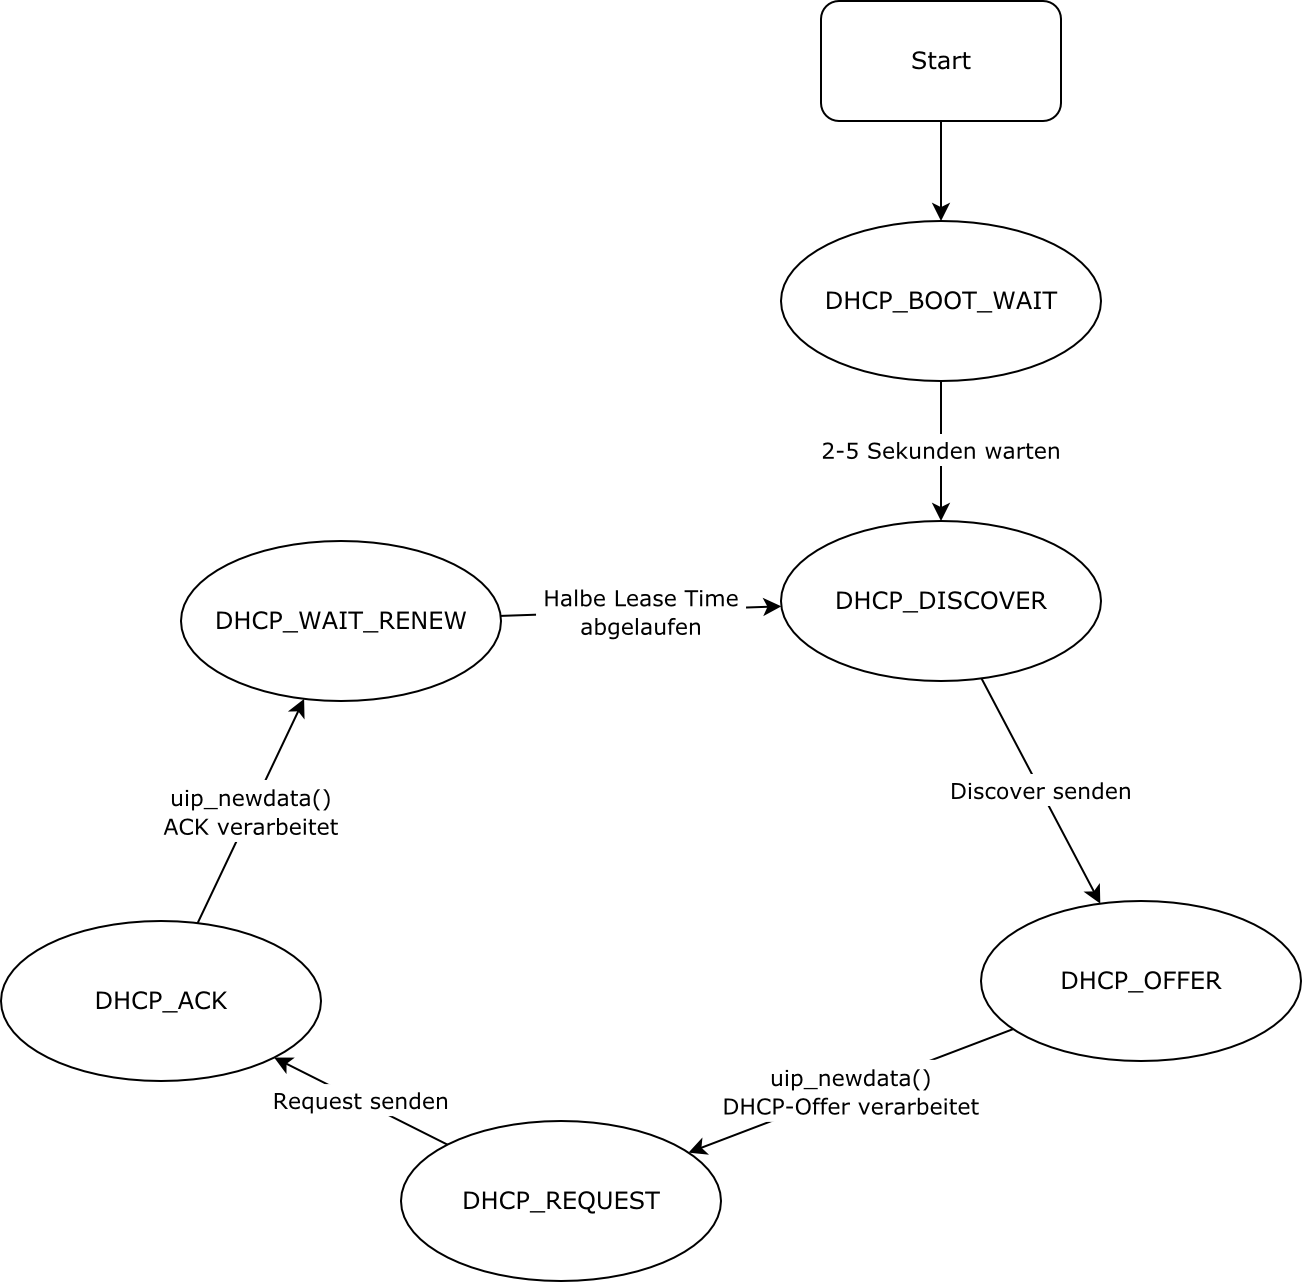 Start
DHCP_BOOT_WAIT
2-5 Sekunden warten
DHCP_WAIT_RENEW
Halbe Lease Time
abgelaufen
DHCP_DISCOVER
uip_newdata()
ACK verarbeitet
Discover senden
DHCP_ACK
DHCP_OFFER
Request senden
uip_newdata()
DHCP-Offer verarbeitet
DHCP_REQUEST